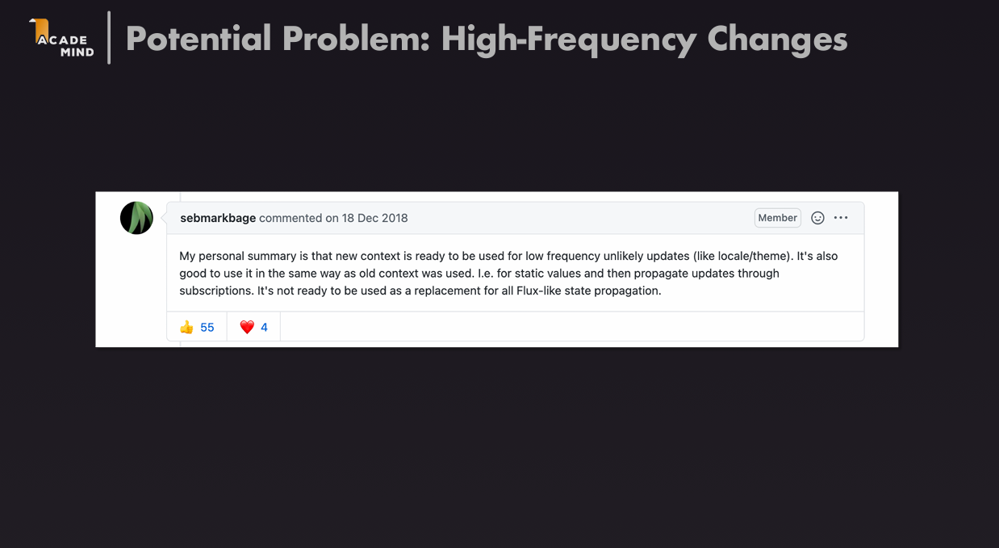 ACADE
MIND
Potential Problem: High-Frequency Changes
sebmarkbage commented on 18 Dec 2018
Member
My personal summary is that new context is ready to be used for low frequency unlikely updates (like locale/theme). It's also
good to use it in the same way as old context was used. I.e. for static values and then propagate updates through
subscriptions. It's not ready to be used as a replacement for all Flux-like state propagation.
👍 55 ❤️ 4